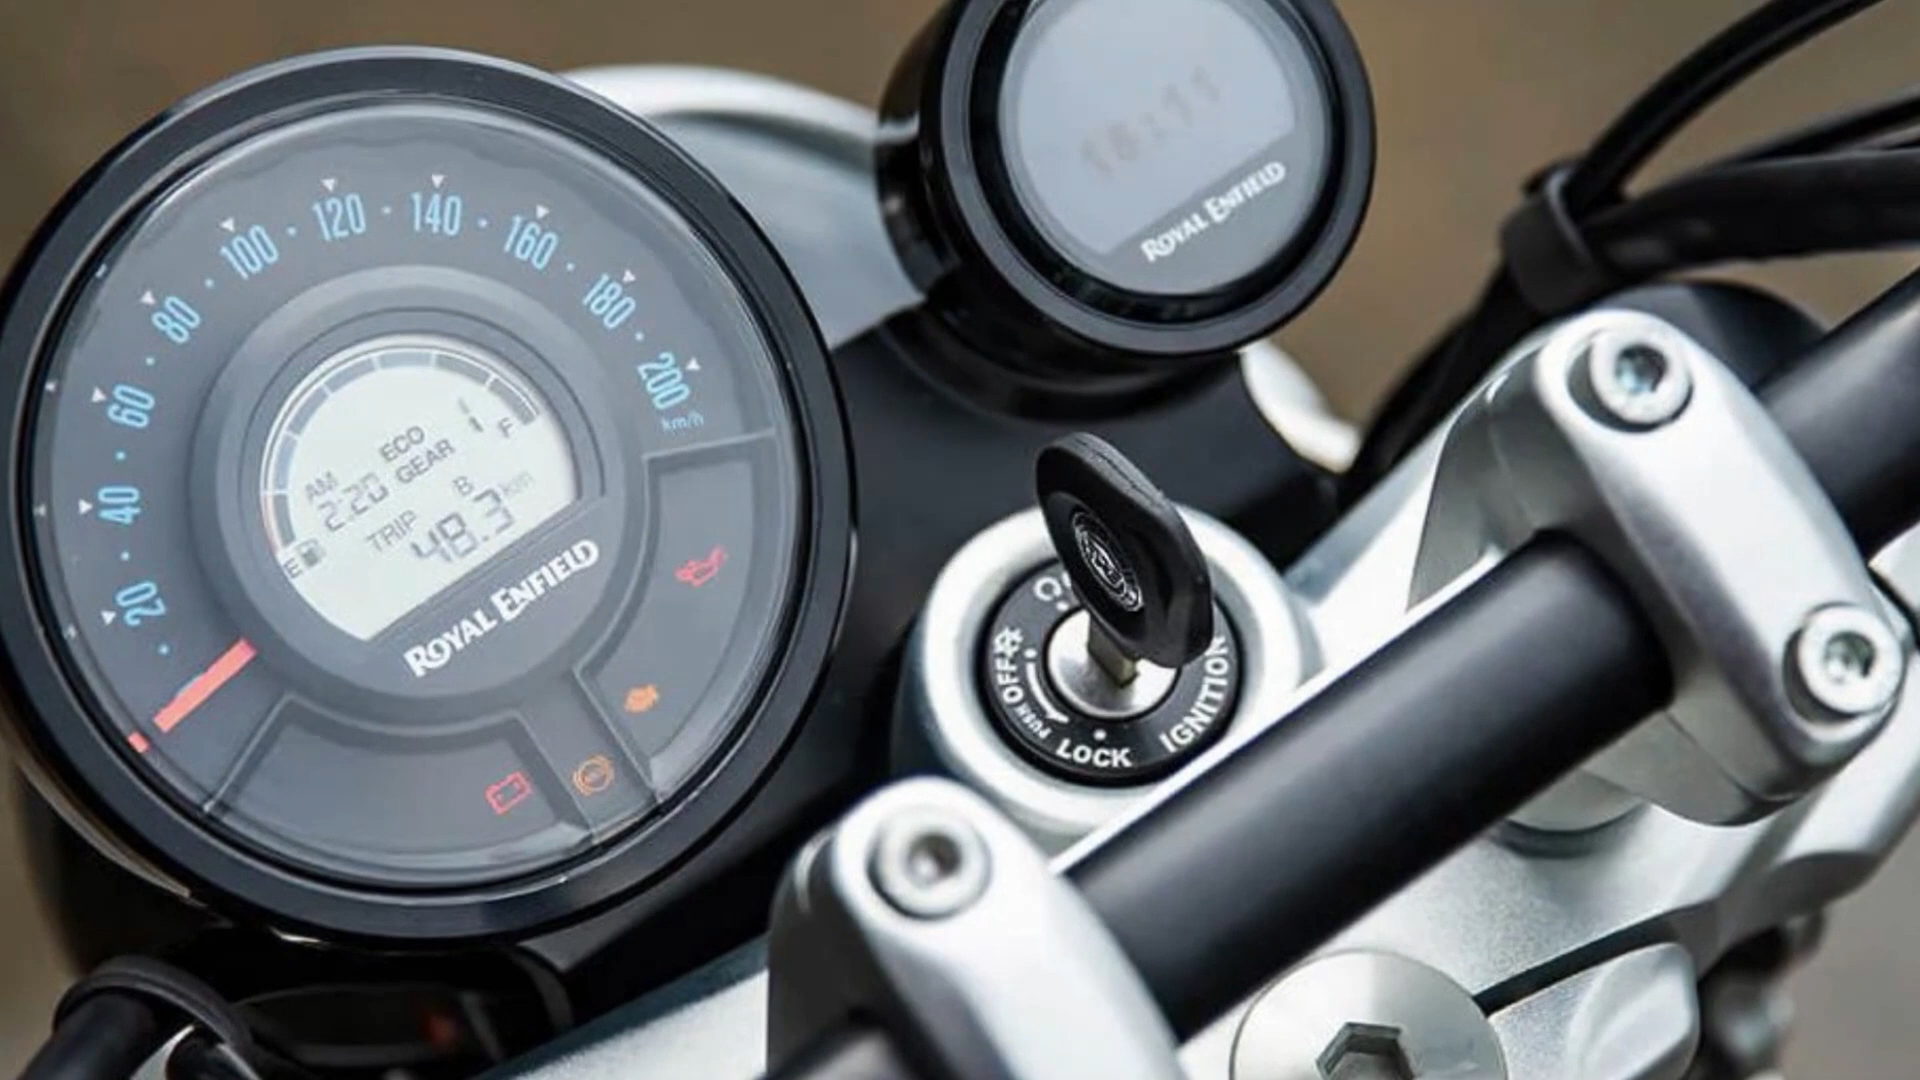 20
40
60
80
100
120
140
160
180
200
km/h
ECO
GEAR 1
AM
2:20
TRIP B
48.3 km
E
F
ROYAL ENFIELD
ABS
ROYAL ENFIELD
OFF
PUSH
LOCK
IGNITION